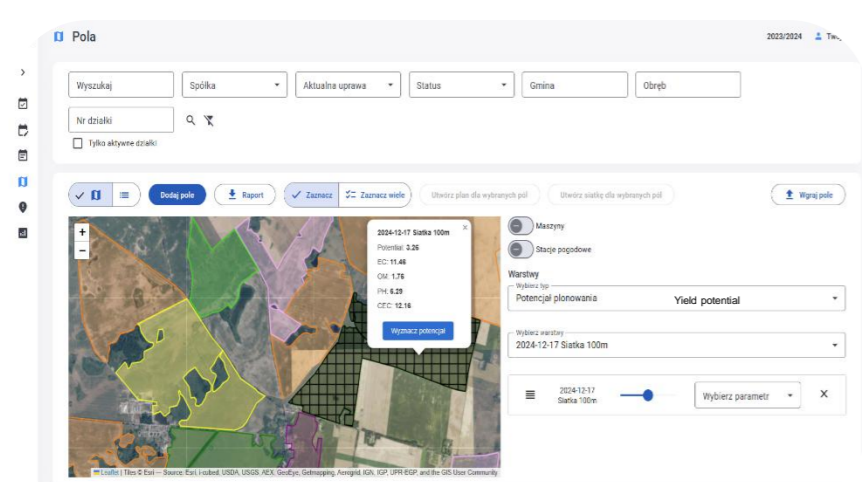 Pola
2023/2024
Wyszukaj
Spółka
Aktualna uprawa
Status
Gmina
Obręb
Nr działki
Tylko aktywne działki
Dodaj pole
Raport
Zaznacz
Zaznacz wiele
Utwórz plan dla wybranych pól
Utwórz siatkę dla wybranych pól
Wgraj pole
+
−
2024-12-17 Siatka 100m
×
Potential: 3.26
EC: 11.46
OM: 1.76
PH: 6.29
CEC: 12.16
Wyznacz potencjał
Maszyny
Stacje pogodowe
Warstwy
Wybierz typ
Potencjał plonowania
Yield potential
Wybierz warstwy
2024-12-17 Siatka 100m
2024-12-17
Siatka 100m
Wybierz parametr
X
Leaflet | Tiles © Esri — Source: Esri, i-cubed, USDA, USGS, AEX, GeoEye, Getmapping, Aerogrid, IGN, IGP, UPR-EGP, and the GIS User Community